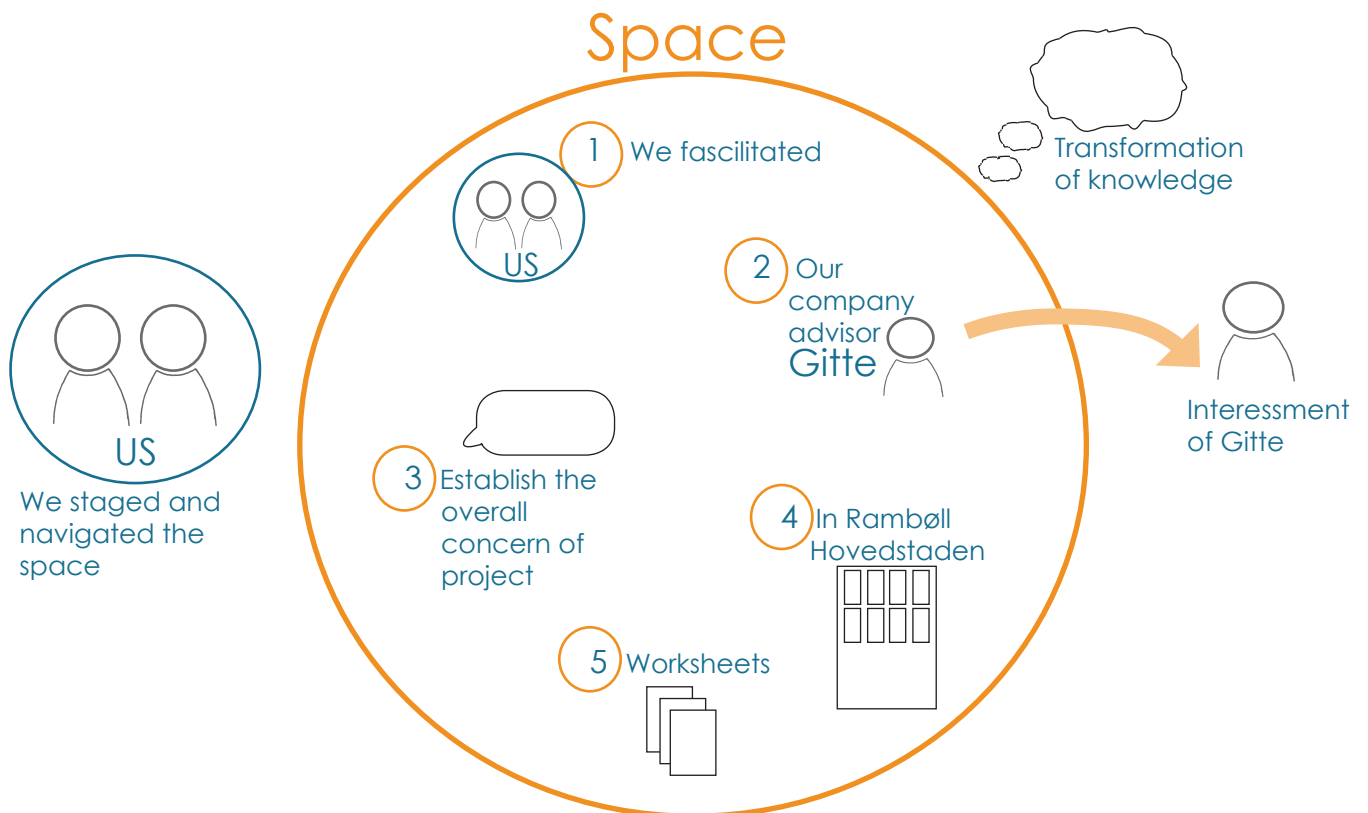 Space
1 We fascilitated
US
Transformation
of knowledge
2 Our
company
advisor
Gitte
US
We staged and
navigated the
space
Interessment
of Gitte
3 Establish the
overall
concern of
project
4 In Rambøll
Hovedstaden
5 Worksheets